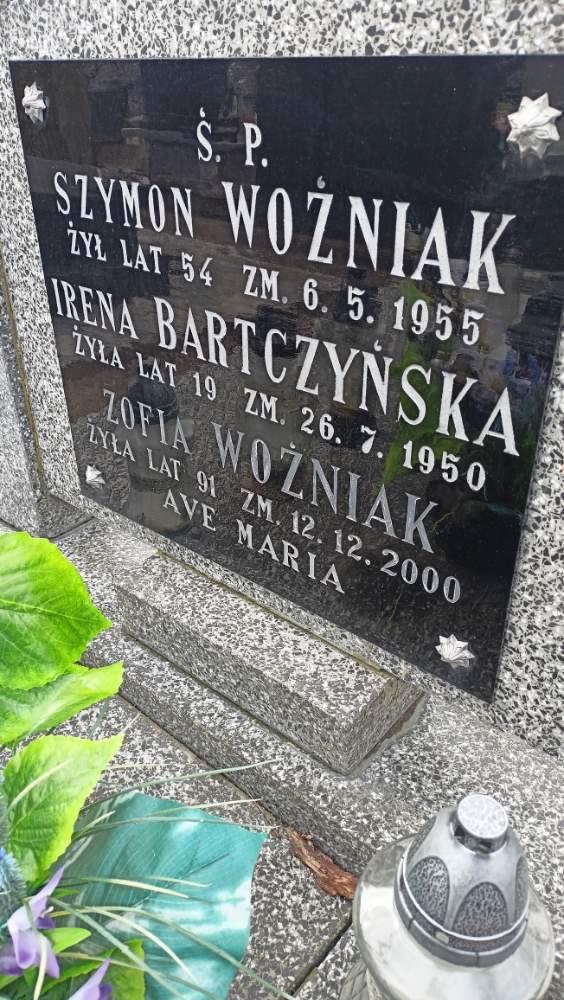 Ś. P.
SZYMON WOŹNIAK
ŻYŁ LAT 54 ZM. 6. 5. 1955
IRENA BARTCZYŃSKA
ŻYŁA LAT 19 ZM. 26. 7. 1950
ZOFIA WOŹNIAK
ŻYŁA LAT 91 ZM. 12. 12. 2000
AVE MARIA